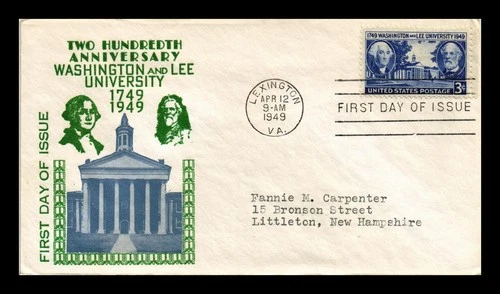 TWO HUNDREDTH
ANNIVERSARY
WASHINGTON AND LEE
UNIVERSITY
1749
1949
FIRST DAY OF ISSUE
LEXINGTON
APR 12
9-AM
1949
VA.
1749 WASHINGTON AND LEE UNIVERSITY 1949
3¢
UNITED STATES POSTAGE
FIRST DAY OF ISSUE
Fannie M. Carpenter
15 Bronson Street
Littleton, New Hampshire